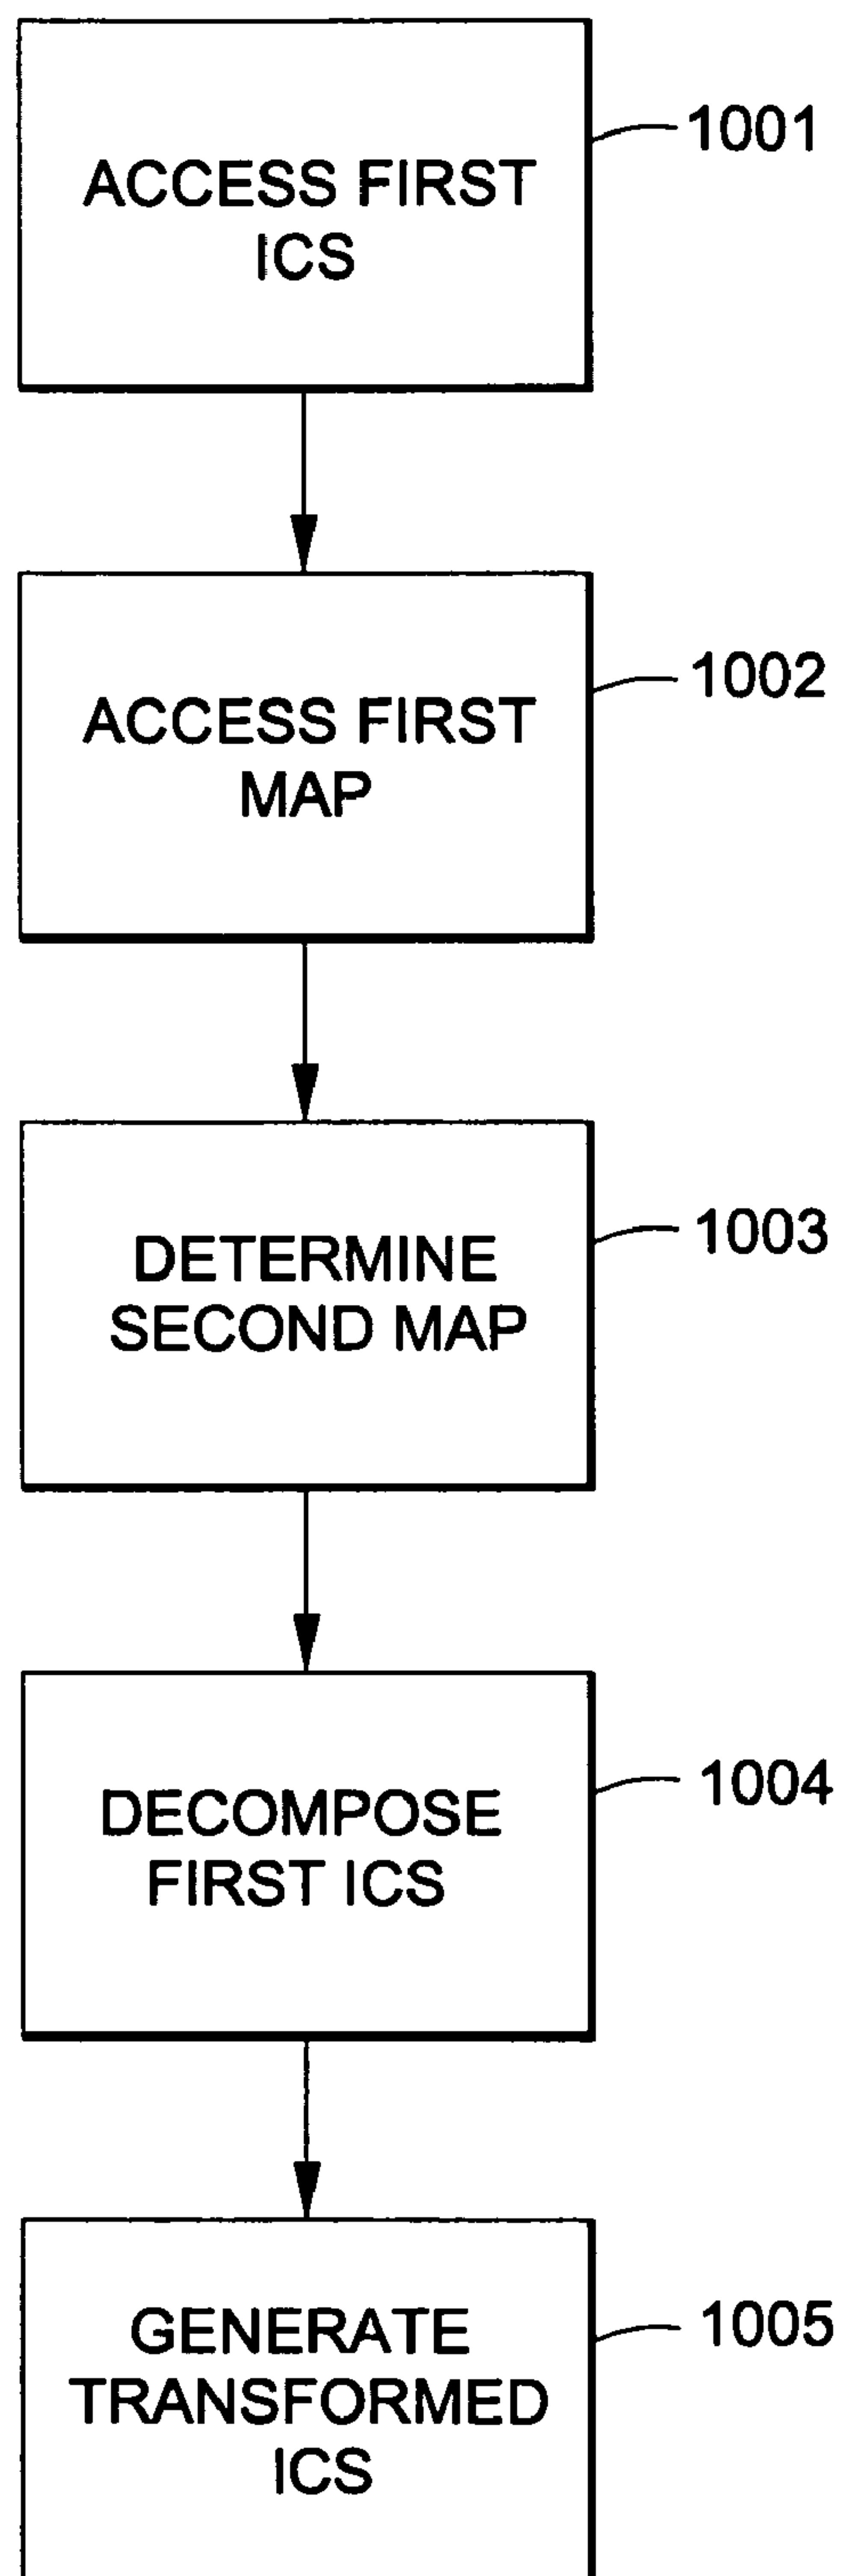 ACCESS FIRST
ICS
1001
ACCESS FIRST
MAP
1002
DETERMINE
SECOND MAP
1003
DECOMPOSE
FIRST ICS
1004
GENERATE
TRANSFORMED
ICS
1005